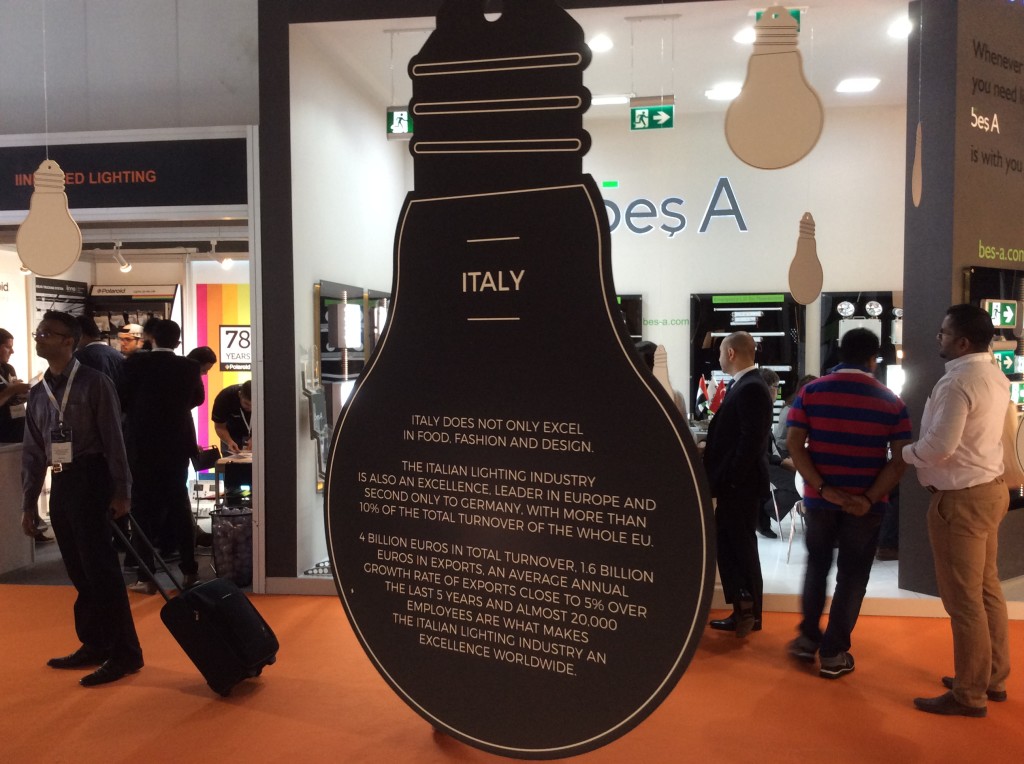 ITALY
ITALY DOES NOT ONLY EXCEL
IN FOOD, FASHION AND DESIGN.
THE ITALIAN LIGHTING INDUSTRY
IS ALSO AN EXCELLENCE, LEADER IN EUROPE AND
SECOND ONLY TO GERMANY, WITH MORE THAN
10% OF THE TOTAL TURNOVER OF THE WHOLE EU.
4 BILLION EUROS IN TOTAL TURNOVER, 1.6 BILLION
EUROS IN EXPORTS, AN AVERAGE ANNUAL
GROWTH RATE OF EXPORTS CLOSE TO 5% OVER
THE LAST 5 YEARS AND ALMOST 20.000
EMPLOYEES ARE WHAT MAKES
THE ITALIAN LIGHTING INDUSTRY AN
EXCELLENCE WORLDWIDE.
beş A
bes-a.com
Whenever
you need
beş A
is with you
bes-a.com
LIGHTING
Polaroid
78
YEARS
Polaroid